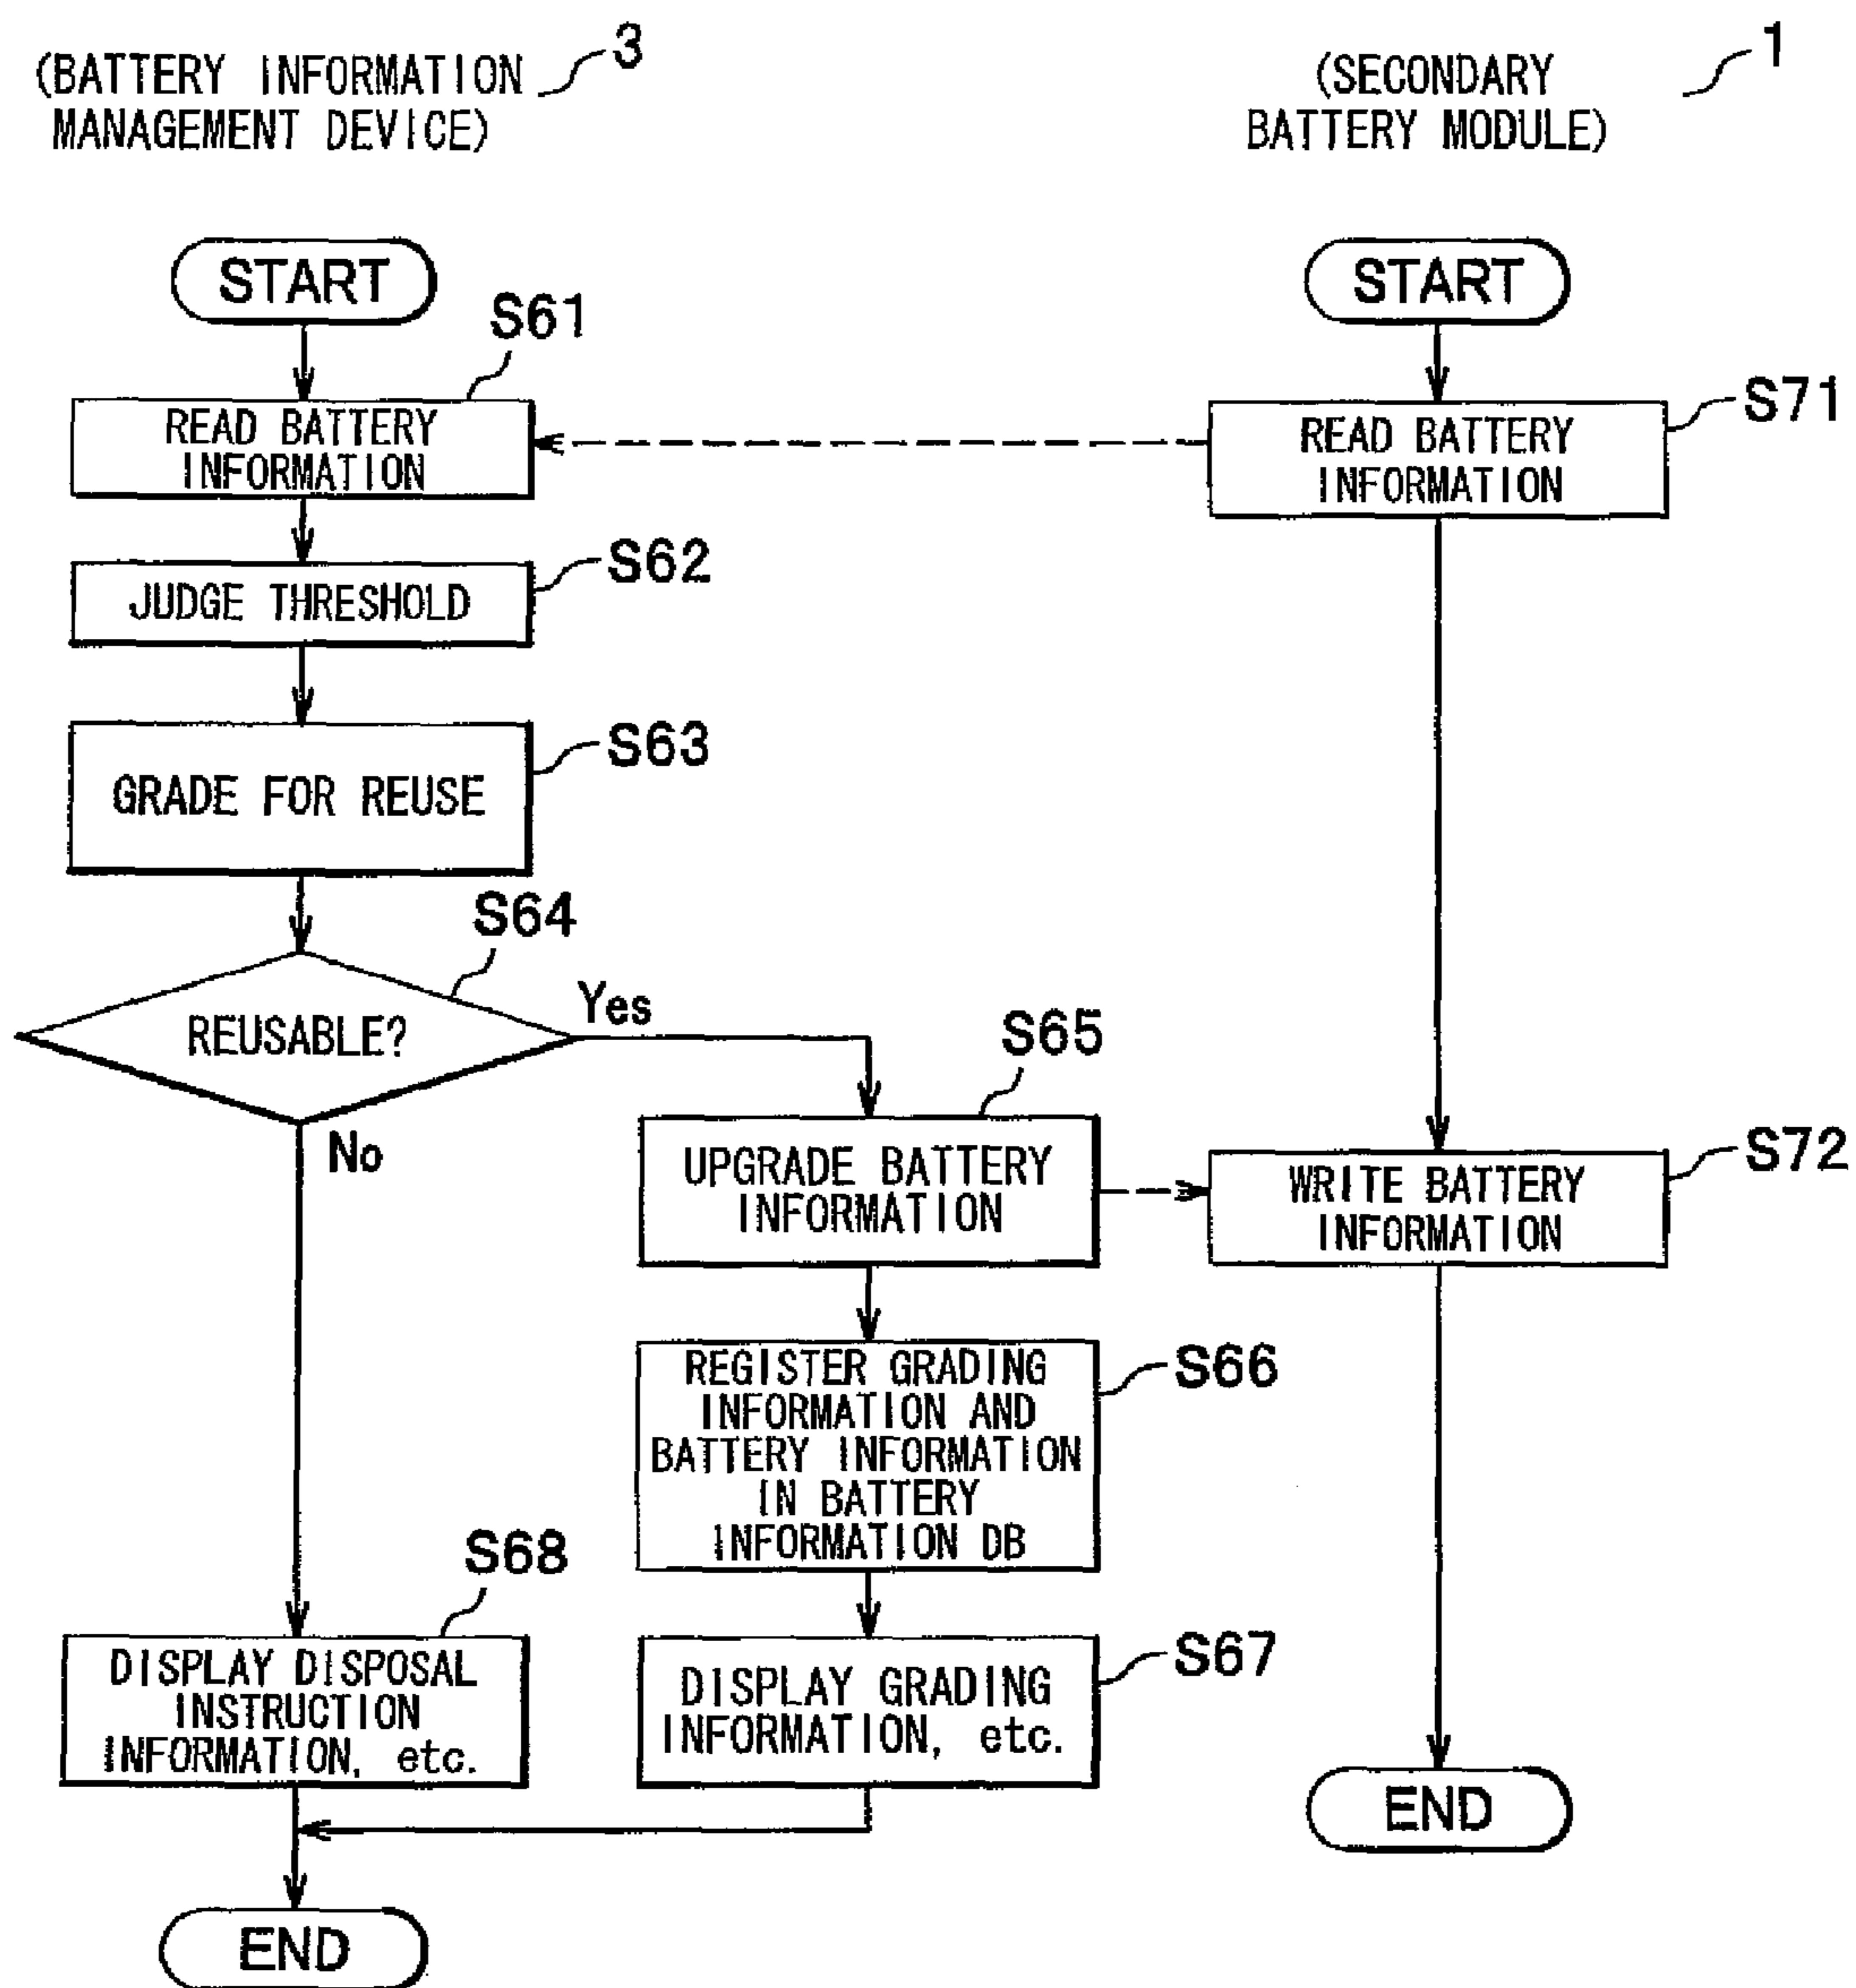 (BATTERY INFORMATION
MANAGEMENT DEVICE)
3
(SECONDARY
BATTERY MODULE)
1
START
START
S61
READ BATTERY
INFORMATION
S71
READ BATTERY
INFORMATION
S62
JUDGE THRESHOLD
S63
GRADE FOR REUSE
S64
REUSABLE?
Yes
No
S65
UPGRADE BATTERY
INFORMATION
S72
WRITE BATTERY
INFORMATION
S66
REGISTER GRADING
INFORMATION AND
BATTERY INFORMATION
IN BATTERY
INFORMATION DB
S68
DISPLAY DISPOSAL
INSTRUCTION
INFORMATION, etc.
S67
DISPLAY GRADING
INFORMATION, etc.
END
END